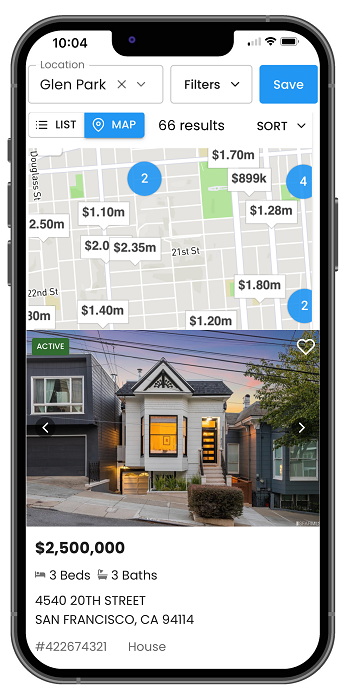 10:04
Location
Glen Park
Filters
Save
LIST
MAP
66 results
SORT
Douglass St
2
$1.70m
$899k
4
$1.10m
$1.28m
2.50m
$2.0
$2.35m
21st St
22nd St
$1.80m
2
30m
$1.40m
$1.20m
ACTIVE
$2,500,000
3 Beds 3 Baths
4540 20TH STREET
SAN FRANCISCO, CA 94114
#422674321 House